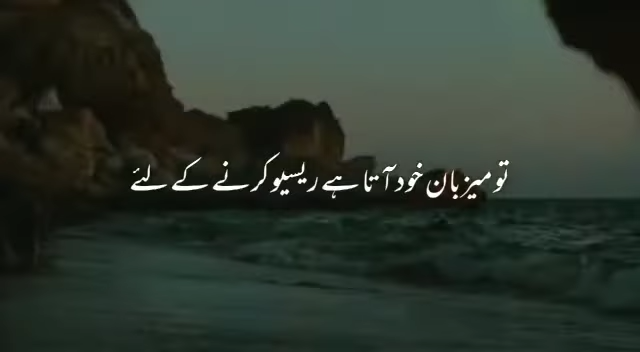 تو میزبان خود آتا ہے ریسیو کرنے کے لئے